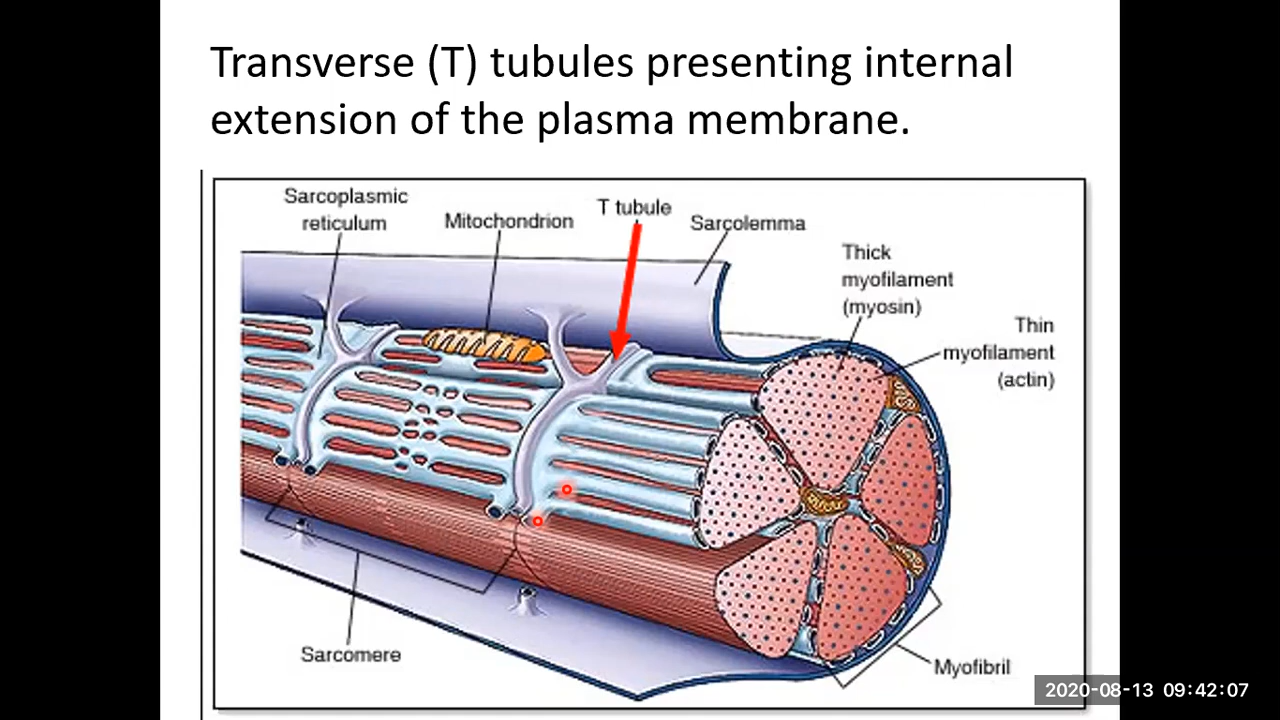 Transverse (T) tubules presenting internal
extension of the plasma membrane.
Sarcoplasmic
reticulum
Mitochondrion
T tubule
Sarcolemma
Thick
myofilament
(myosin)
Thin
myofilament
(actin)
Sarcomere
Myofibril
2020-08-13 09:42:07